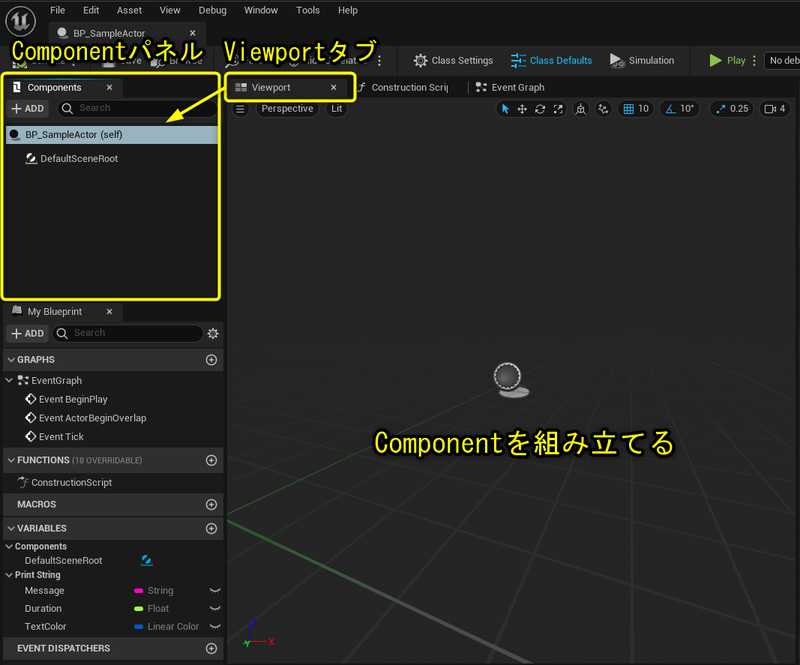 File Edit Asset View Debug Window Tools Help
BP_SampleActor
Componentパネル Viewportタブ
Class Settings Class Defaults Simulation Play No deb
Components Viewport Construction Scrip Event Graph
+ ADD Search Perspective Lit 10 10° 0.25 4
BP_SampleActor (self)
DefaultSceneRoot
My Blueprint
+ ADD Search
GRAPHS
EventGraph
Event BeginPlay
Event ActorBeginOverlap
Event Tick
Componentを組み立てる
FUNCTIONS (18 OVERRIDABLE)
ConstructionScript
MACROS
VARIABLES
Components
DefaultSceneRoot
Print String
Message String
Duration Float
TextColor Linear Color
EVENT DISPATCHERS